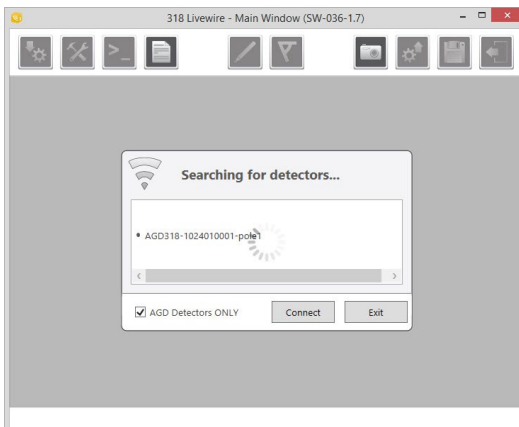 318 Livewire - Main Window (SW-036-1.7)
Searching for detectors...
• AGD318-1024010001-pole1
AGD Detectors ONLY
Connect
Exit